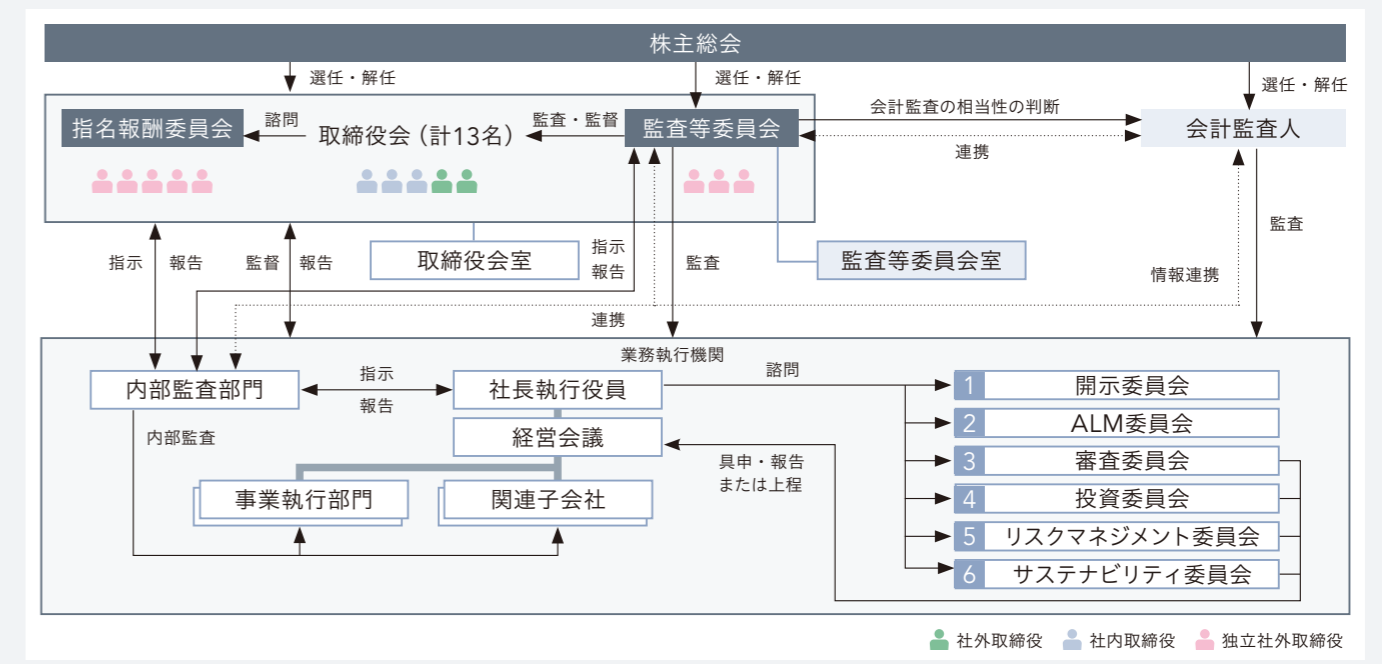 株主総会
選任・解任
選任・解任
選任・解任
指名報酬委員会
諮問
取締役会（計13名）
監査・監督
監査等委員会
会計監査の相当性の判断
連携
会計監査人
取締役会室
監査等委員会室
指示
報告
監督
報告
指示
報告
監査
情報連携
監査
連携
業務執行機関
内部監査部門
指示
報告
社長執行役員
諮問
内部監査
経営会議
具申・報告
または上程
事業執行部門
関連子会社
1 開示委員会
2 ALM委員会
3 審査委員会
4 投資委員会
5 リスクマネジメント委員会
6 サステナビリティ委員会
社外取締役
社内取締役
独立社外取締役